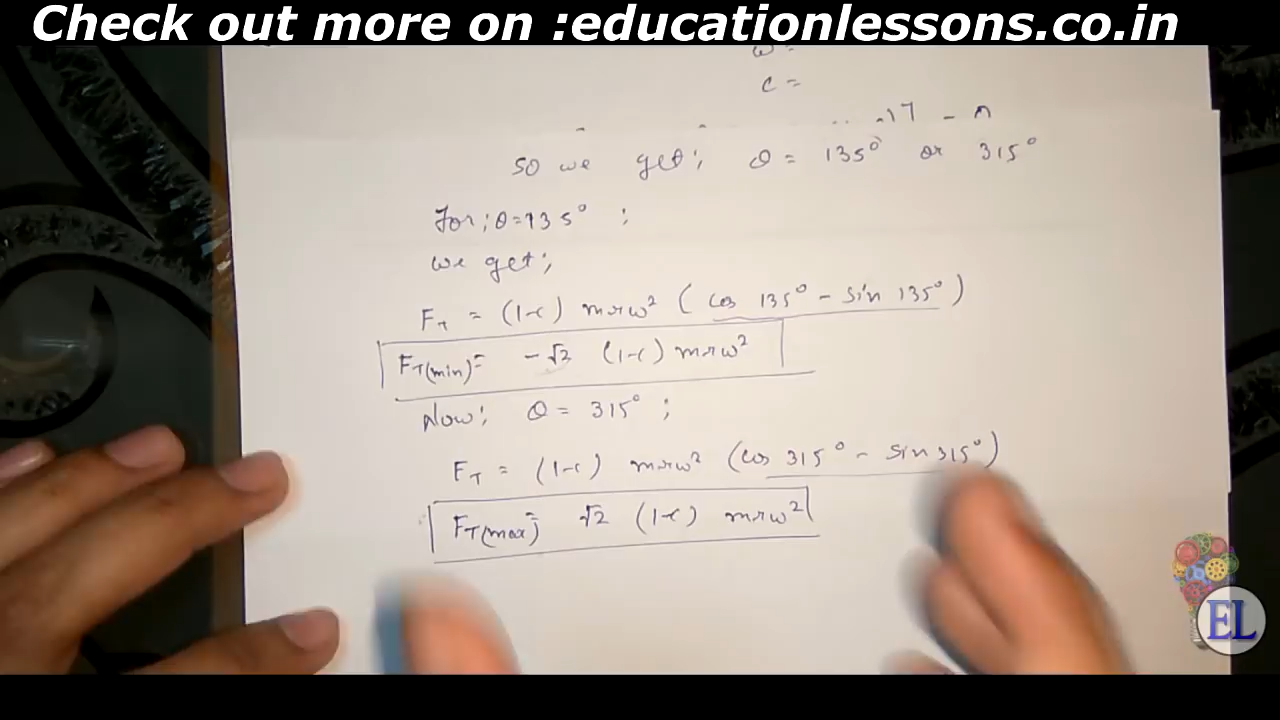 Check out more on :educationlessons.co.in
ω =
c =
so we get; θ = 135° or 315°
For; θ=135° ;
we get;
F_T = (1-c) mrω² ( cos 135° - sin 135° )
F_T(min) = -√2 (1-c) mrω²
Now; θ = 315° ;
F_T = (1-c) mrω² (cos 315° - sin 315°)
F_T(max) = √2 (1-c) mrω²
EL